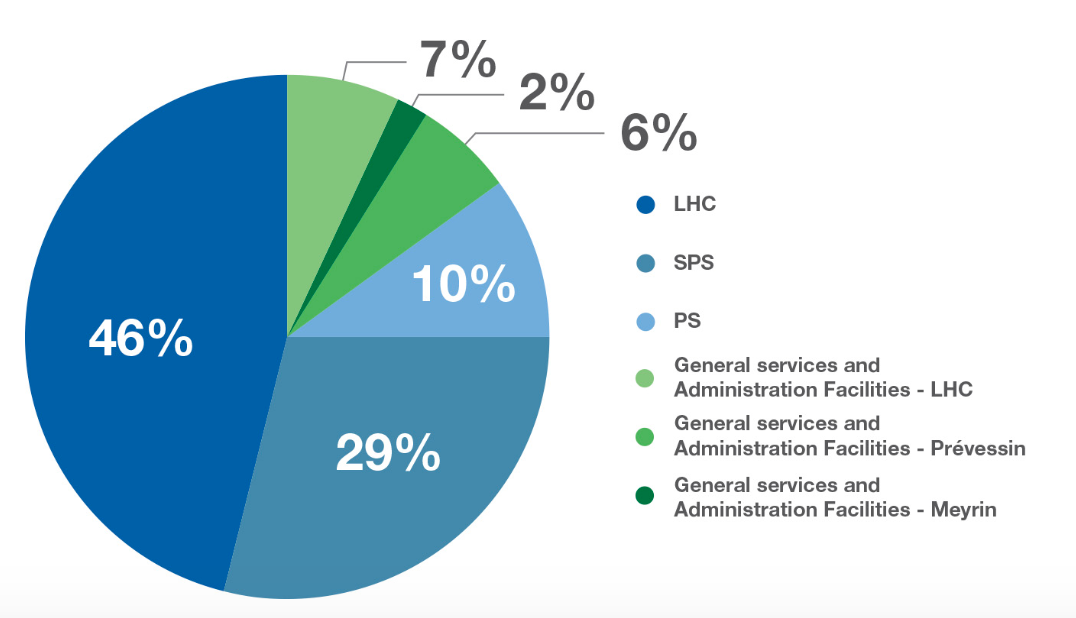 7%
2%
6%
10%
46%
29%
LHC
SPS
PS
General services and
Administration Facilities - LHC
General services and
Administration Facilities - Prévessin
General services and
Administration Facilities - Meyrin